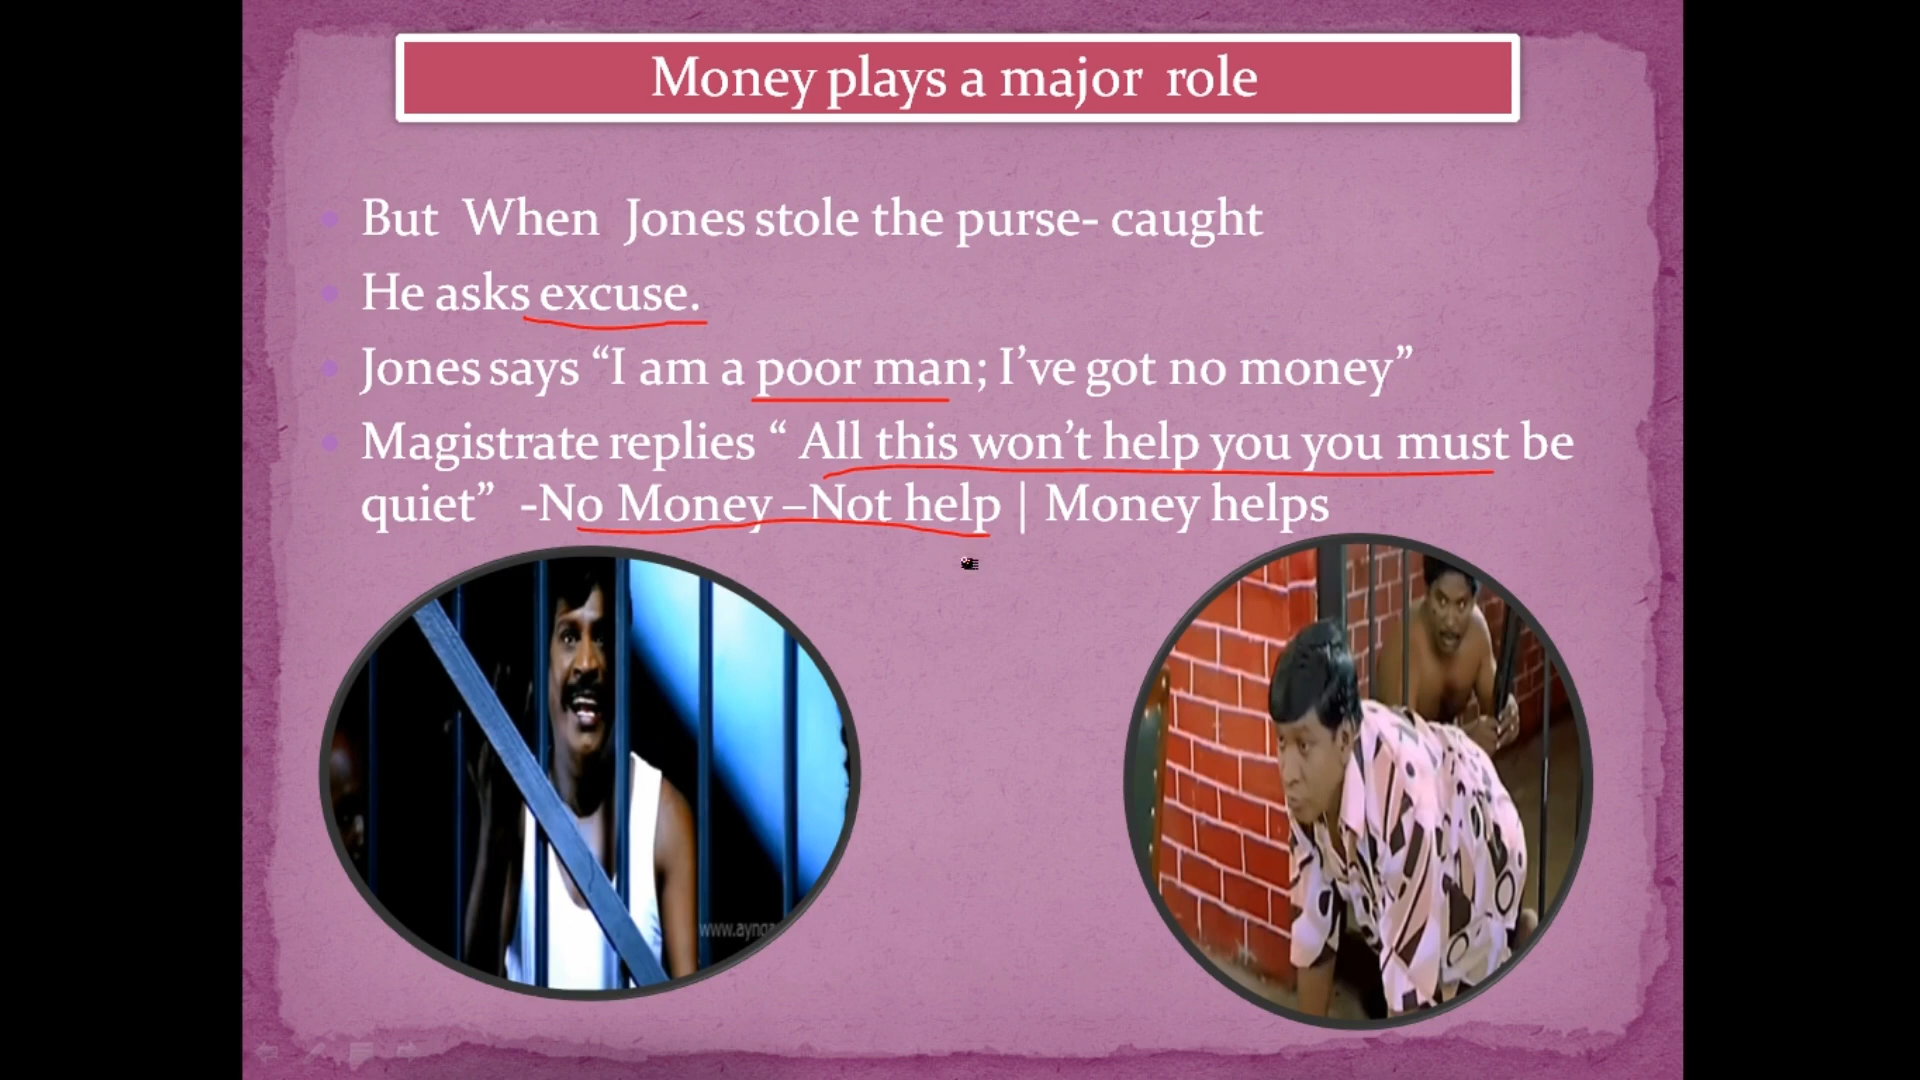 Money plays a major role
But When Jones stole the purse- caught
He asks excuse.
Jones says “I am a poor man; I’ve got no money”
Magistrate replies “ All this won’t help you you must be
quiet” -No Money –Not help | Money helps